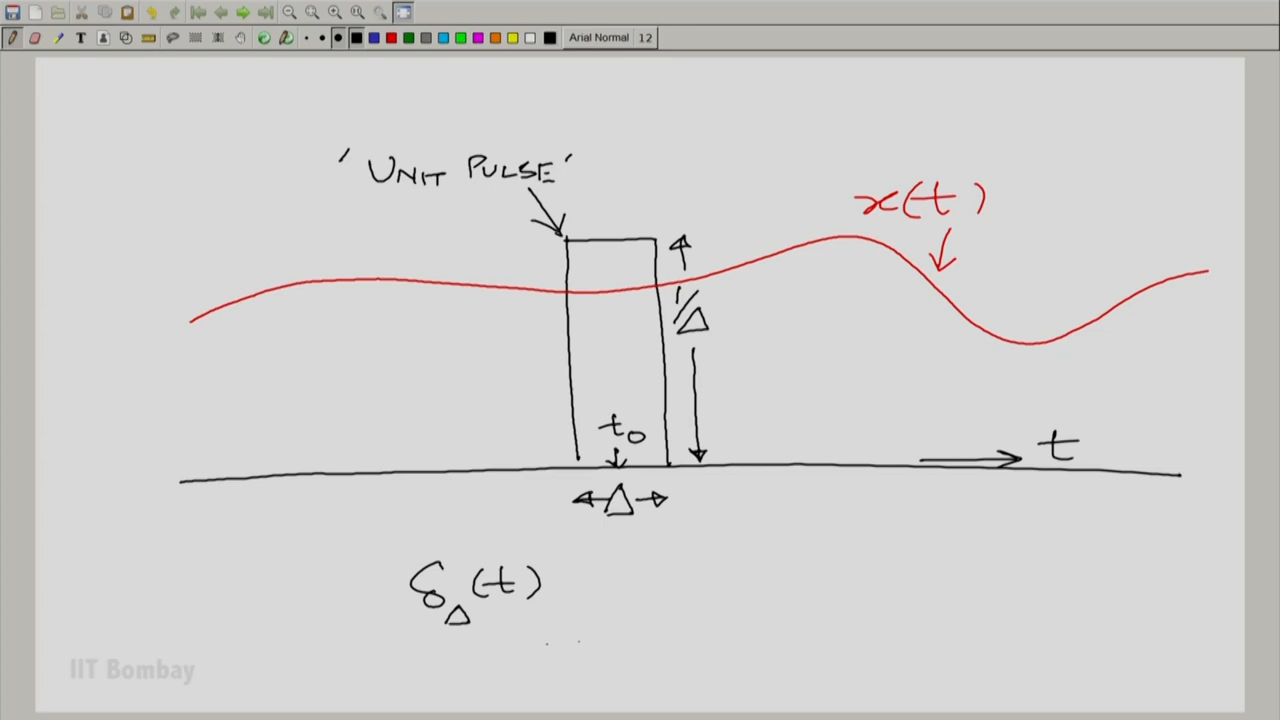 Arial Normal 12
'UNIT PULSE'
x(t)
1/Δ
t₀
t
Δ
δ_Δ(t)
IIT Bombay